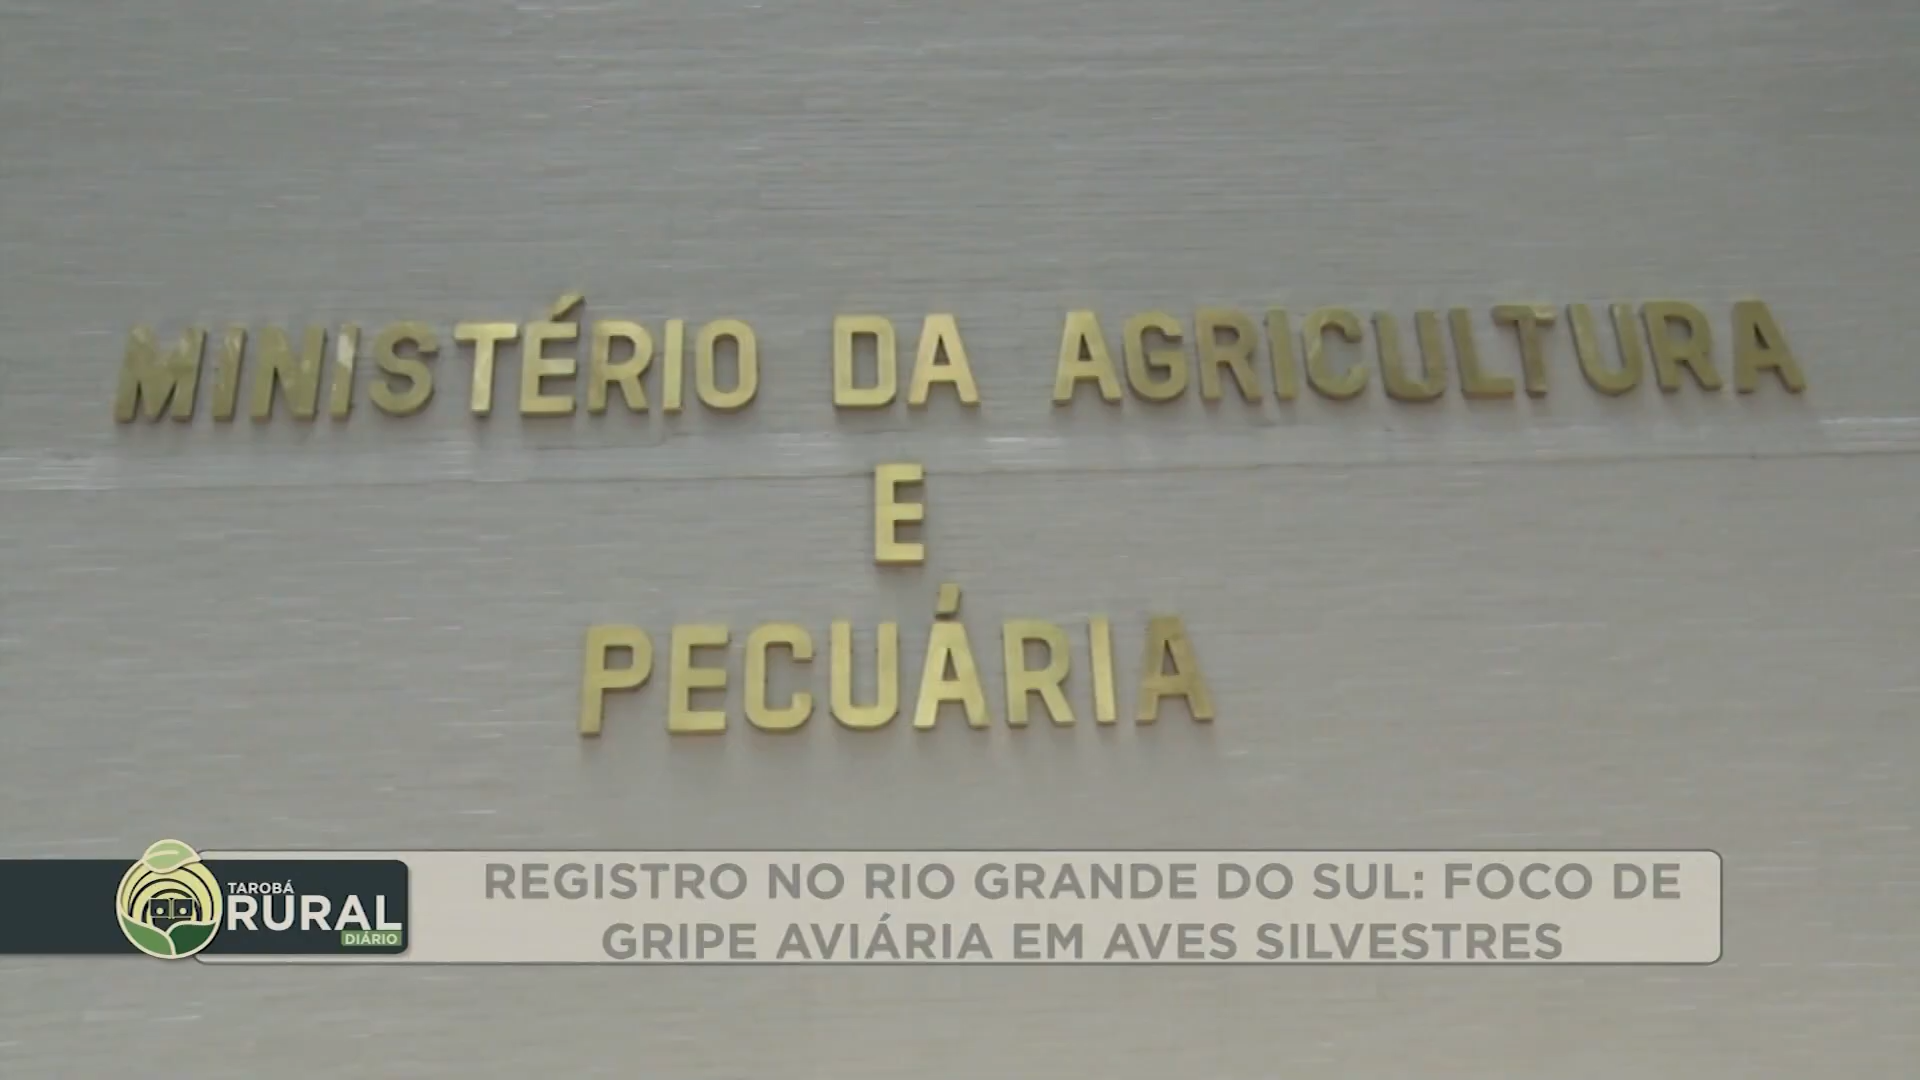 MINISTÉRIO DA AGRICULTURA
E
PECUÁRIA
TAROBÁ
RURAL
DIÁRIO
REGISTRO NO RIO GRANDE DO SUL: FOCO DE
GRIPE AVIÁRIA EM AVES SILVESTRES